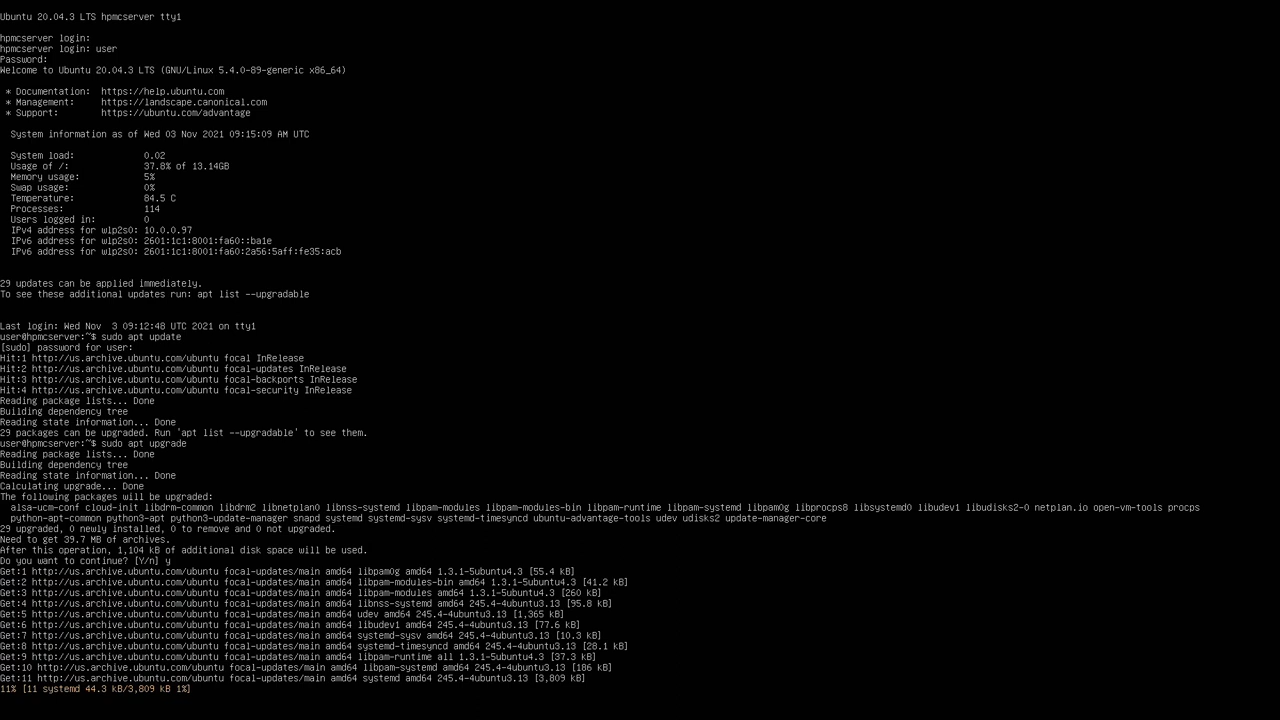 Ubuntu 20.04.3 LTS hpmcserver tty1
hpmcserver login:
hpmcserver login: user
Password:
Welcome to Ubuntu 20.04.3 LTS (GNU/Linux 5.4.0-89-generic x86_64)
* Documentation:  https://help.ubuntu.com
* Management:     https://landscape.canonical.com
* Support:        https://ubuntu.com/advantage
System information as of Wed 03 Nov 2021 09:15:09 AM UTC
System load:             0.02
Usage of /:              37.8% of 13.14GB
Memory usage:            5%
Swap usage:              0%
Temperature:             84.5 C
Processes:               114
Users logged in:         0
IPv4 address for wlp2s0: 10.0.0.97
IPv6 address for wlp2s0: 2601:1c1:8001:fa60::ba1e
IPv6 address for wlp2s0: 2601:1c1:8001:fa60:2a56:5aff:fe35:acb
29 updates can be applied immediately.
To see these additional updates run: apt list --upgradable
Last login: Wed Nov  3 09:12:48 UTC 2021 on tty1
user@hpmcserver:~$ sudo apt update
[sudo] password for user:
Hit:1 http://us.archive.ubuntu.com/ubuntu focal InRelease
Hit:2 http://us.archive.ubuntu.com/ubuntu focal-updates InRelease
Hit:3 http://us.archive.ubuntu.com/ubuntu focal-backports InRelease
Hit:4 http://us.archive.ubuntu.com/ubuntu focal-security InRelease
Reading package lists... Done
Building dependency tree
Reading state information... Done
29 packages can be upgraded. Run 'apt list --upgradable' to see them.
user@hpmcserver:~$ sudo apt upgrade
Reading package lists... Done
Building dependency tree
Reading state information... Done
Calculating upgrade... Done
The following packages will be upgraded:
alsa-ucm-conf cloud-init libdrm-common libdrm2 libnetplan0 libnss-systemd libpam-modules libpam-modules-bin libpam-runtime libpam-systemd libpam0g libprocps8 libsystemd0 libudev1 libudisks2-0 netplan.io open-vm-tools procps
python-apt-common python3-apt python3-update-manager snapd systemd systemd-sysv systemd-timesyncd ubuntu-advantage-tools udev udisks2 update-manager-core
29 upgraded, 0 newly installed, 0 to remove and 0 not upgraded.
Need to get 39.7 MB of archives.
After this operation, 1,104 kB of additional disk space will be used.
Do you want to continue? [Y/n] y
Get:1 http://us.archive.ubuntu.com/ubuntu focal-updates/main amd64 libpam0g amd64 1.3.1-5ubuntu4.3 [55.4 kB]
Get:2 http://us.archive.ubuntu.com/ubuntu focal-updates/main amd64 libpam-modules-bin amd64 1.3.1-5ubuntu4.3 [41.2 kB]
Get:3 http://us.archive.ubuntu.com/ubuntu focal-updates/main amd64 libpam-modules amd64 1.3.1-5ubuntu4.3 [260 kB]
Get:4 http://us.archive.ubuntu.com/ubuntu focal-updates/main amd64 libnss-systemd amd64 245.4-4ubuntu3.13 [95.8 kB]
Get:5 http://us.archive.ubuntu.com/ubuntu focal-updates/main amd64 udev amd64 245.4-4ubuntu3.13 [1,365 kB]
Get:6 http://us.archive.ubuntu.com/ubuntu focal-updates/main amd64 libudev1 amd64 245.4-4ubuntu3.13 [77.6 kB]
Get:7 http://us.archive.ubuntu.com/ubuntu focal-updates/main amd64 systemd-sysv amd64 245.4-4ubuntu3.13 [10.3 kB]
Get:8 http://us.archive.ubuntu.com/ubuntu focal-updates/main amd64 systemd-timesyncd amd64 245.4-4ubuntu3.13 [28.1 kB]
Get:9 http://us.archive.ubuntu.com/ubuntu focal-updates/main amd64 libpam-runtime all 1.3.1-5ubuntu4.3 [37.3 kB]
Get:10 http://us.archive.ubuntu.com/ubuntu focal-updates/main amd64 libpam-systemd amd64 245.4-4ubuntu3.13 [186 kB]
Get:11 http://us.archive.ubuntu.com/ubuntu focal-updates/main amd64 systemd amd64 245.4-4ubuntu3.13 [3,809 kB]
11% [11 systemd 44.3 kB/3,809 kB 1%]